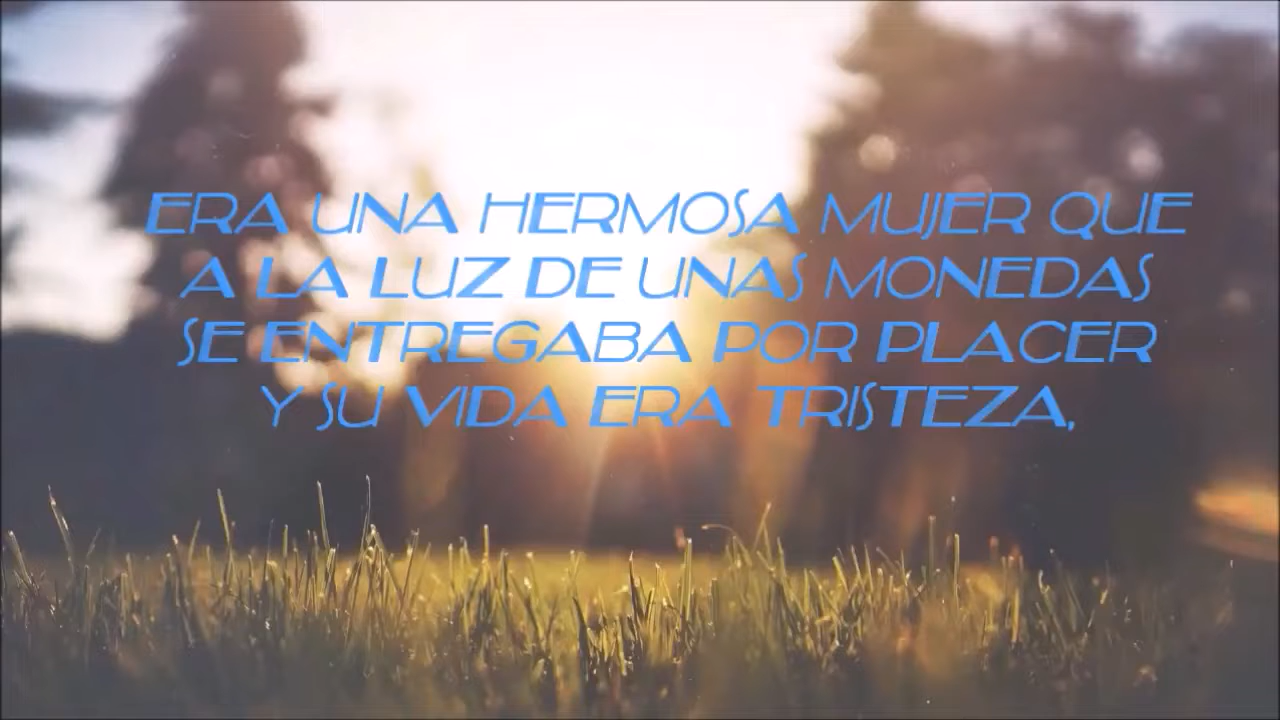 ERA UNA HERMOSA MUJER QUE
A LA LUZ DE UNAS MONEDAS
SE ENTREGABA POR PLACER
Y SU VIDA ERA TRISTEZA,